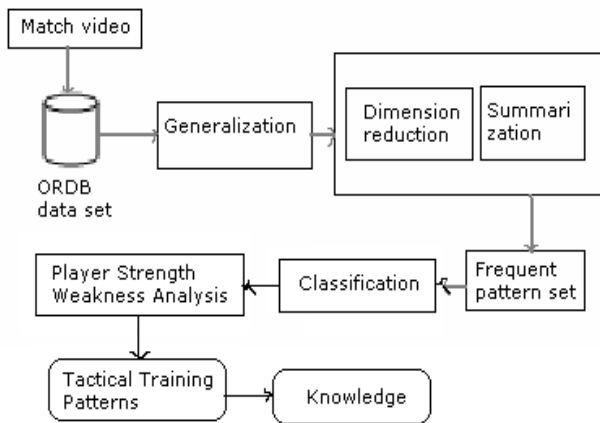 Match video
ORDB
data set
Generalization
Dimension
reduction
Summari
zation
Frequent
pattern set
Classification
Player Strength
Weakness Analysis
Tactical Training
Patterns
Knowledge